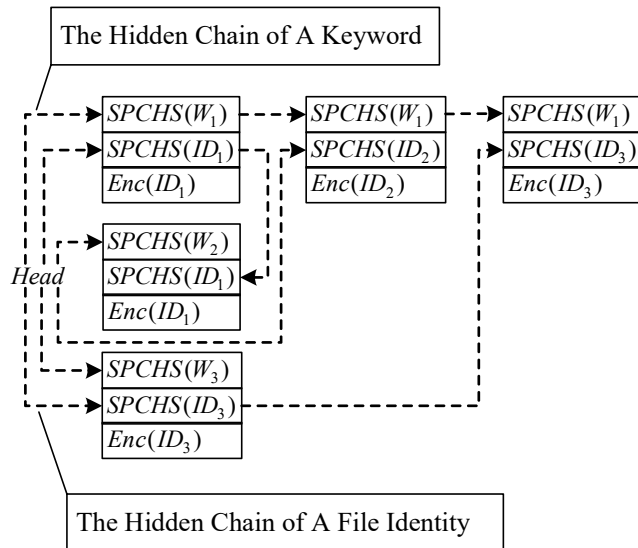 The Hidden Chain of A Keyword
SPCHS(W₁) SPCHS(W₁) SPCHS(W₁)
SPCHS(ID₁) SPCHS(ID₂) SPCHS(ID₃)
Enc(ID₁) Enc(ID₂) Enc(ID₃)
SPCHS(W₂)
Head SPCHS(ID₁)
Enc(ID₁)
SPCHS(W₃)
SPCHS(ID₃)
Enc(ID₃)
The Hidden Chain of A File Identity